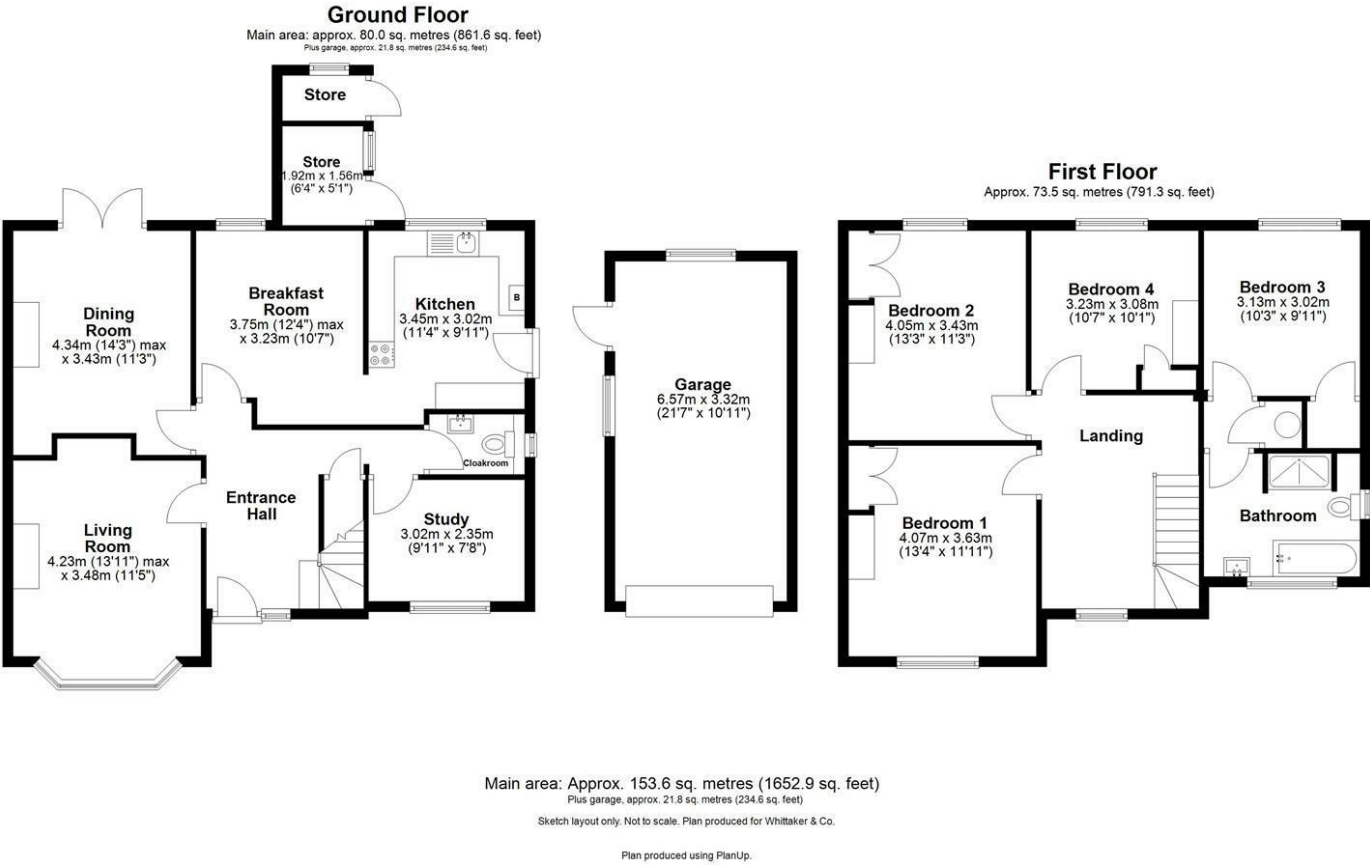 Ground Floor
Main area: approx. 80.0 sq. metres (861.6 sq. feet)
Plus garage, approx. 21.8 sq. metres (234.6 sq. feet)
Store
Store
1.92m x 1.56m
(6'4" x 5'1")
Dining
Room
4.34m (14'3") max
x 3.43m (11'3")
Breakfast
Room
3.75m (12'4") max
x 3.23m (10'7")
Kitchen
3.45m x 3.02m
(11'4" x 9'11")
B
Cloakroom
Entrance
Hall
Living
Room
4.23m (13'11") max
x 3.48m (11'5")
Study
3.02m x 2.35m
(9'11" x 7'8")
Garage
6.57m x 3.32m
(21'7" x 10'11")
First Floor
Approx. 73.5 sq. metres (791.3 sq. feet)
Bedroom 2
4.05m x 3.43m
(13'3" x 11'3")
Bedroom 4
3.23m x 3.08m
(10'7" x 10'1")
Bedroom 3
3.13m x 3.02m
(10'3" x 9'11")
Landing
Bedroom 1
4.07m x 3.63m
(13'4" x 11'11")
Bathroom
Main area: Approx. 153.6 sq. metres (1652.9 sq. feet)
Plus garage, approx. 21.8 sq. metres (234.6 sq. feet)
Sketch layout only. Not to scale. Plan produced for Whittaker & Co.
Plan produced using PlanUp.